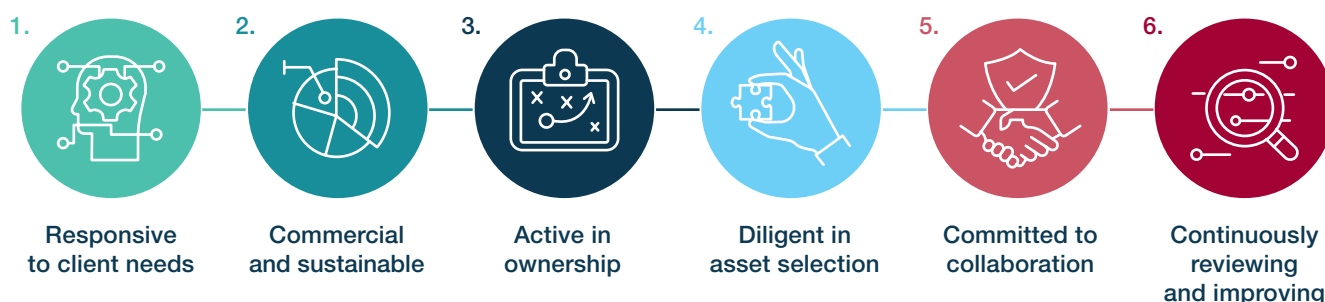 1.
2.
3.
4.
5.
6.
Responsive
to client needs
Commercial
and sustainable
Active in
ownership
Diligent in
asset selection
Committed to
collaboration
Continuously
reviewing
and improving